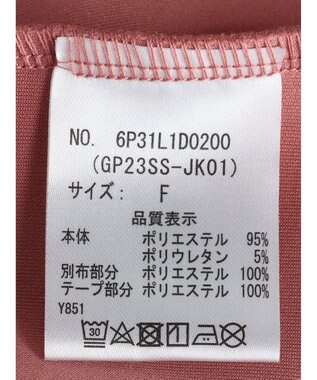 NO. 6P31L1D0200
(GP23SS-JK01)
サイズ: F
品質表示
本体 ポリエステル 95%
ポリウレタン 5%
別布部分 ポリエステル 100%
テープ部分 ポリエステル 100%
Y851
30